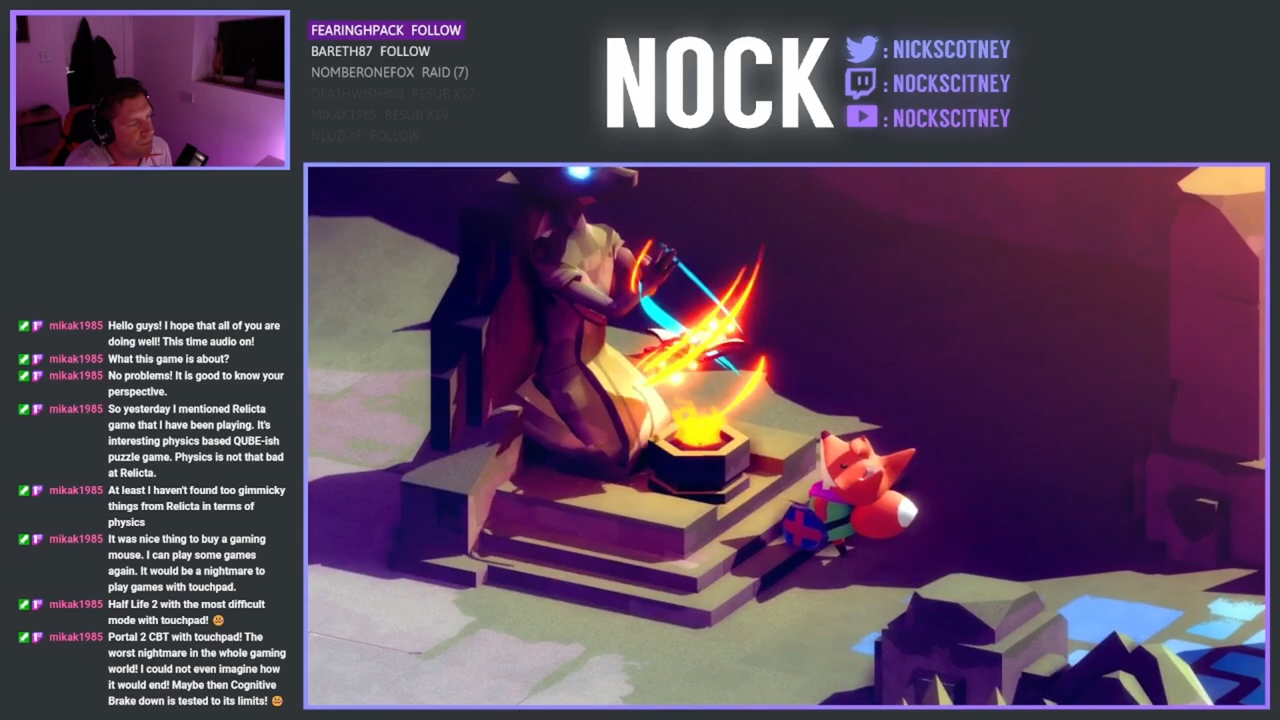 FEARINGHPACK FOLLOW
BARETH87 FOLLOW
NOMBERONEFOX RAID (7)
DEATHWISH808 RESUB X27
MIKAK1985 RESUB X19
FOLLOW
NOCK
: NICKSCOTNEY
: NOCKSCITNEY
: NOCKSCITNEY
mikak1985 Hello guys! I hope that all of you are
doing well! This time audio on!
mikak1985 What this game is about?
mikak1985 No problems! It is good to know your
perspective.
mikak1985 So yesterday I mentioned Relicta
game that I have been playing. It's
interesting physics based QUBE-ish
puzzle game. Physics is not that bad
at Relicta.
mikak1985 At least I haven't found too gimmicky
things from Relicta in terms of
physics
mikak1985 It was nice thing to buy a gaming
mouse. I can play some games
again. It would be a nightmare to
play games with touchpad.
mikak1985 Half Life 2 with the most difficult
mode with touchpad!
mikak1985 Portal 2 CBT with touchpad! The
worst nightmare in the whole gaming
world! I could not even imagine how
it would end! Maybe then Cognitive
Brake down is tested to its limits!